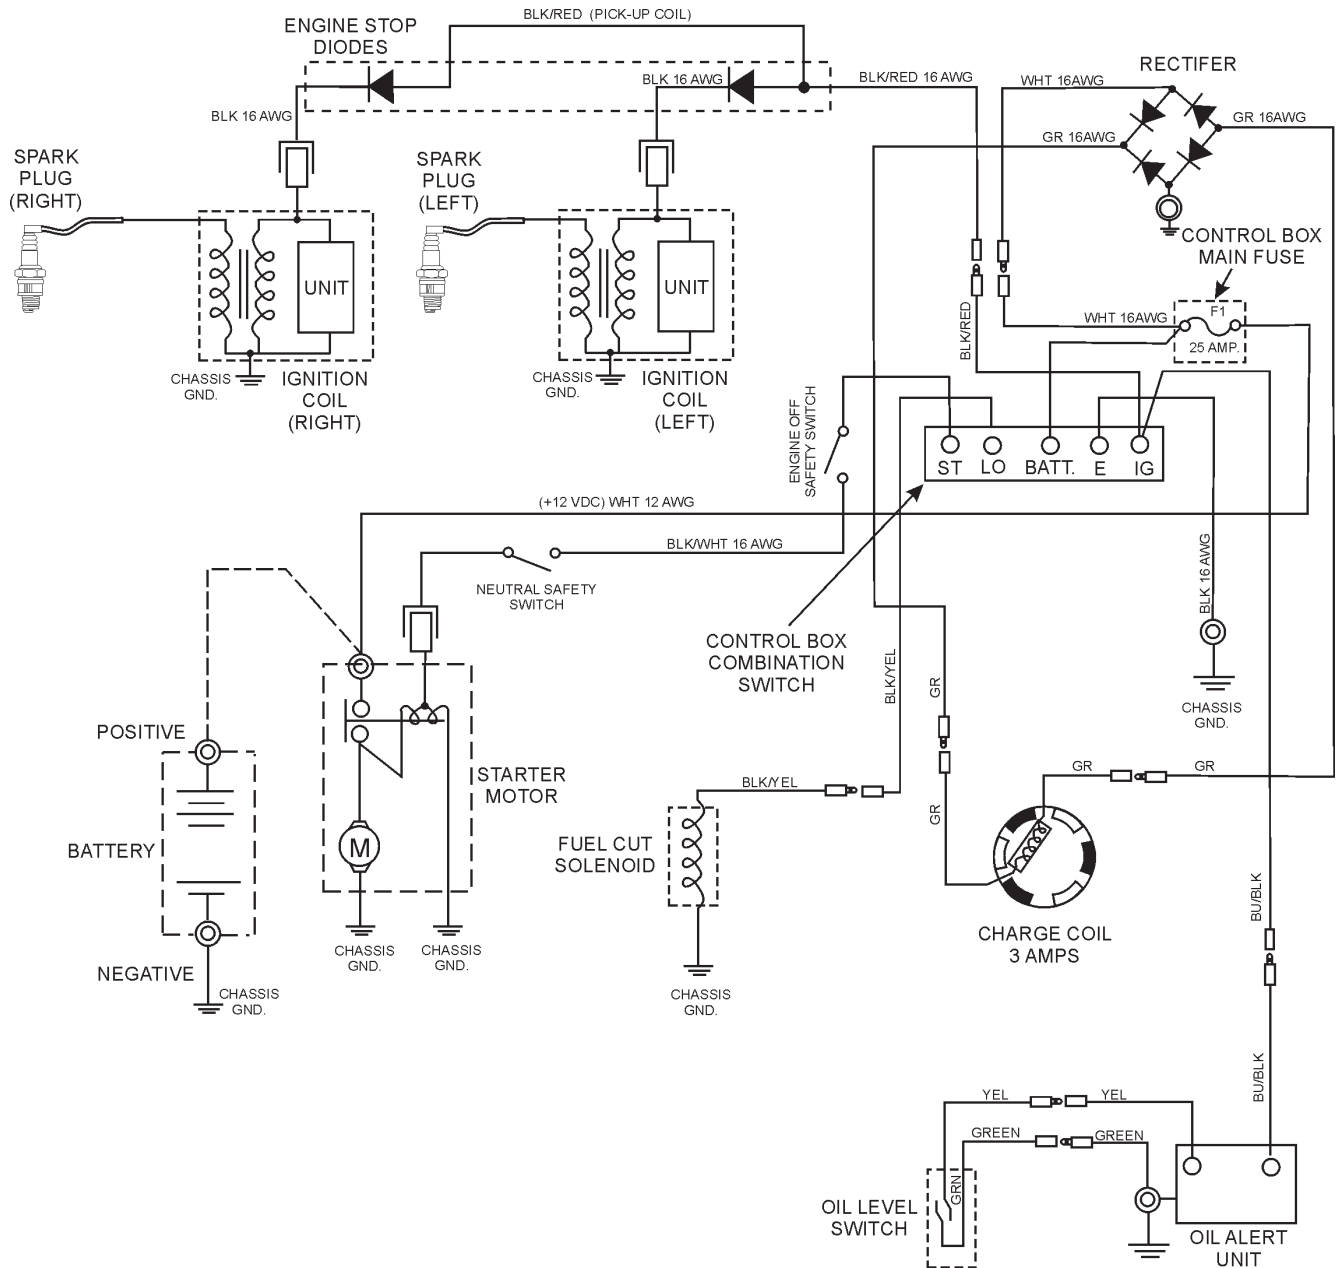 BLK/RED (PICK-UP COIL)
ENGINE STOP
DIODES
BLK 16 AWG
BLK/RED 16 AWG
WHT 16AWG
RECTIFER
BLK 16 AWG
GR 16AWG
GR 16AWG
SPARK
PLUG
(RIGHT)
SPARK
PLUG
(LEFT)
CONTROL BOX
MAIN FUSE
UNIT
UNIT
BLK/RED
WHT 16AWG
F1
25 AMP.
CHASSIS
GND.
IGNITION
COIL
(RIGHT)
CHASSIS
GND.
IGNITION
COIL
(LEFT)
ENGINE OFF
SAFETY SWITCH
ST
LO
BATT.
E
IG
(+12 VDC) WHT 12 AWG
BLK/WHT 16 AWG
NEUTRAL SAFETY
SWITCH
BLK 16 AWG
CONTROL BOX
COMBINATION
SWITCH
BLK/YEL
GR
CHASSIS
GND.
POSITIVE
STARTER
MOTOR
BLK/YEL
GR
GR
GR
M
BATTERY
FUEL CUT
SOLENOID
BU/BLK
CHASSIS
GND.
CHASSIS
GND.
CHARGE COIL
3 AMPS
NEGATIVE
CHASSIS
GND.
CHASSIS
GND.
BU/BLK
YEL
YEL
GREEN
GREEN
GRN
OIL LEVEL
SWITCH
OIL ALERT
UNIT